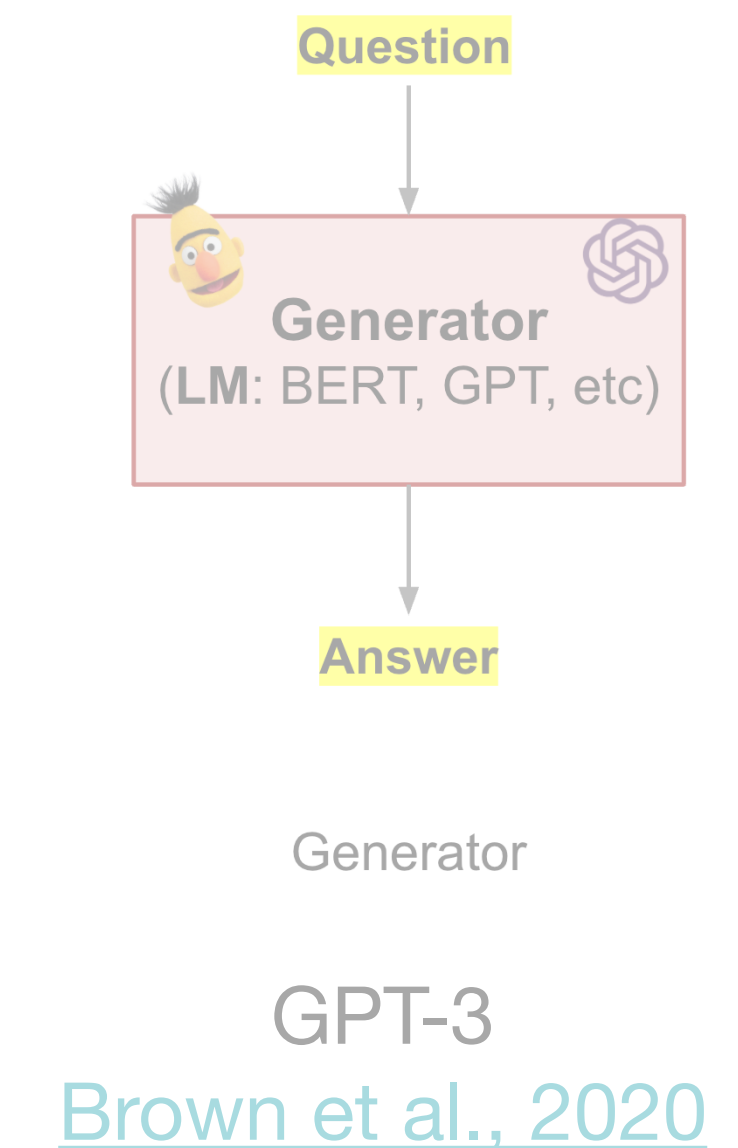 Question
Generator
(LM: BERT, GPT, etc)
Answer
Generator
GPT-3
Brown et al., 2020